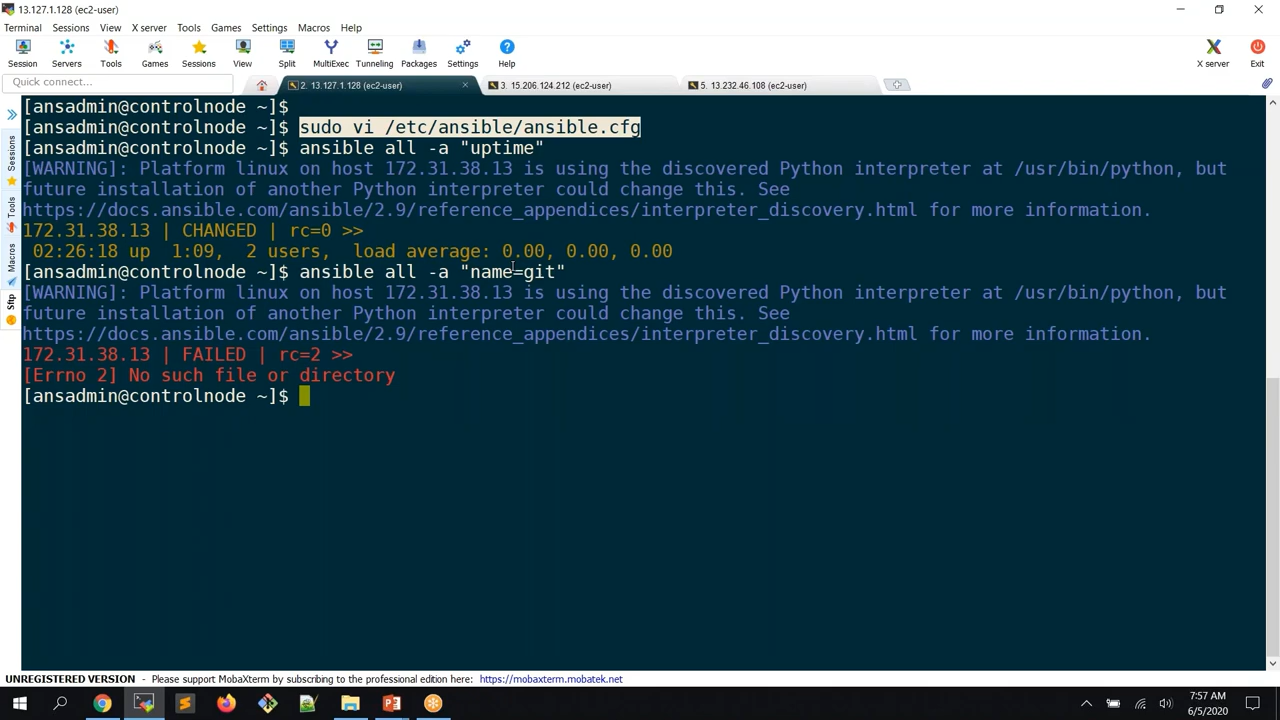 13.127.1.128 (ec2-user)
Terminal Sessions View X server Tools Games Settings Macros Help
Session Servers Tools Games Sessions View Split MultiExec Tunneling Packages Settings Help X server Exit
Quick connect...
2. 13.127.1.128 (ec2-user)
3. 15.206.124.212 (ec2-user)
5. 13.232.46.108 (ec2-user)
Sessions
Tools
Macros
Sftp
[ansadmin@controlnode ~]$
[ansadmin@controlnode ~]$ sudo vi /etc/ansible/ansible.cfg
[ansadmin@controlnode ~]$ ansible all -a "uptime"
[WARNING]: Platform linux on host 172.31.38.13 is using the discovered Python interpreter at /usr/bin/python, but
future installation of another Python interpreter could change this. See
https://docs.ansible.com/ansible/2.9/reference_appendices/interpreter_discovery.html for more information.
172.31.38.13 | CHANGED | rc=0 >>
02:26:18 up 1:09, 2 users, load average: 0.00, 0.00, 0.00
[ansadmin@controlnode ~]$ ansible all -a "name=git"
[WARNING]: Platform linux on host 172.31.38.13 is using the discovered Python interpreter at /usr/bin/python, but
future installation of another Python interpreter could change this. See
https://docs.ansible.com/ansible/2.9/reference_appendices/interpreter_discovery.html for more information.
172.31.38.13 | FAILED | rc=2 >>
[Errno 2] No such file or directory
[ansadmin@controlnode ~]$
UNREGISTERED VERSION - Please support MobaXterm by subscribing to the professional edition here: https://mobaxterm.mobatek.net
7:57 AM
6/5/2020